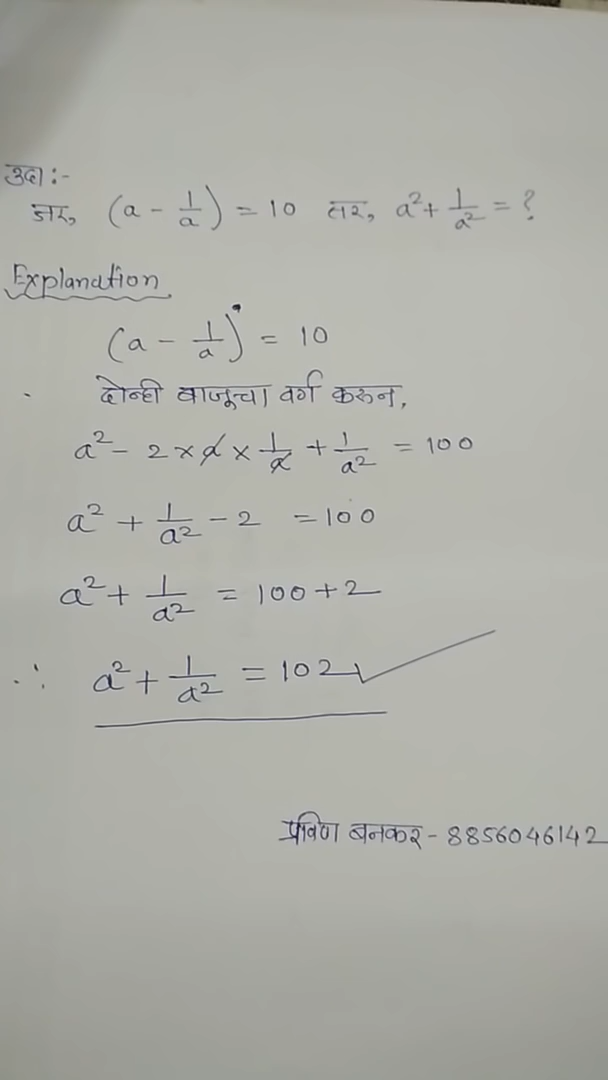 उदा :-
जर, (a - 1/a) = 10 तर, a² + 1/a² = ?
Explanation
(a - 1/a) = 10
दोन्ही बाजूचा वर्ग करुन,
a² - 2 × a × 1/a + 1/a² = 100
a² + 1/a² - 2 = 100
a² + 1/a² = 100 + 2
∴ a² + 1/a² = 102
प्रविण बनकर - 8856046142